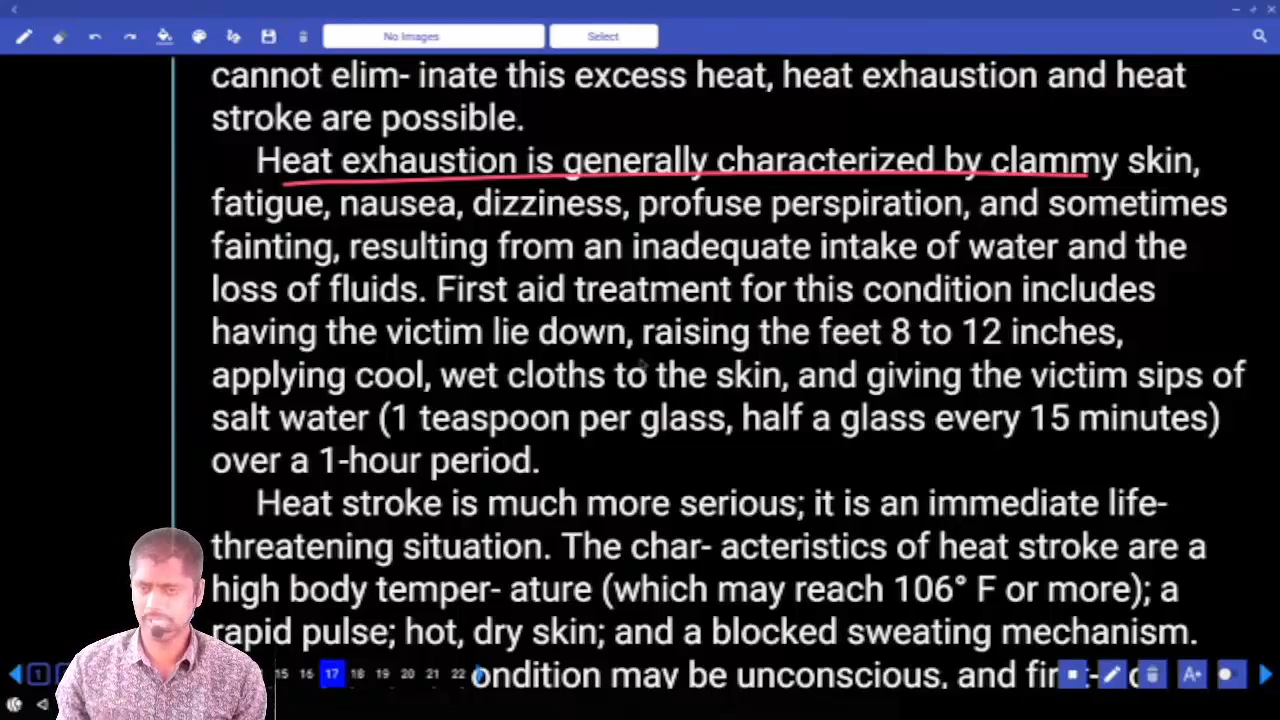 No Images
Select
cannot elim- inate this excess heat, heat exhaustion and heat
stroke are possible.
Heat exhaustion is generally characterized by clammy skin,
fatigue, nausea, dizziness, profuse perspiration, and sometimes
fainting, resulting from an inadequate intake of water and the
loss of fluids. First aid treatment for this condition includes
having the victim lie down, raising the feet 8 to 12 inches,
applying cool, wet cloths to the skin, and giving the victim sips of
salt water (1 teaspoon per glass, half a glass every 15 minutes)
over a 1-hour period.
Heat stroke is much more serious; it is an immediate life-
threatening situation. The char- acteristics of heat stroke are a
high body temper- ature (which may reach 106° F or more); a
rapid pulse; hot, dry skin; and a blocked sweating mechanism.
ondition may be unconscious, and
1 15 16 17 18 19 20 21 22 A+